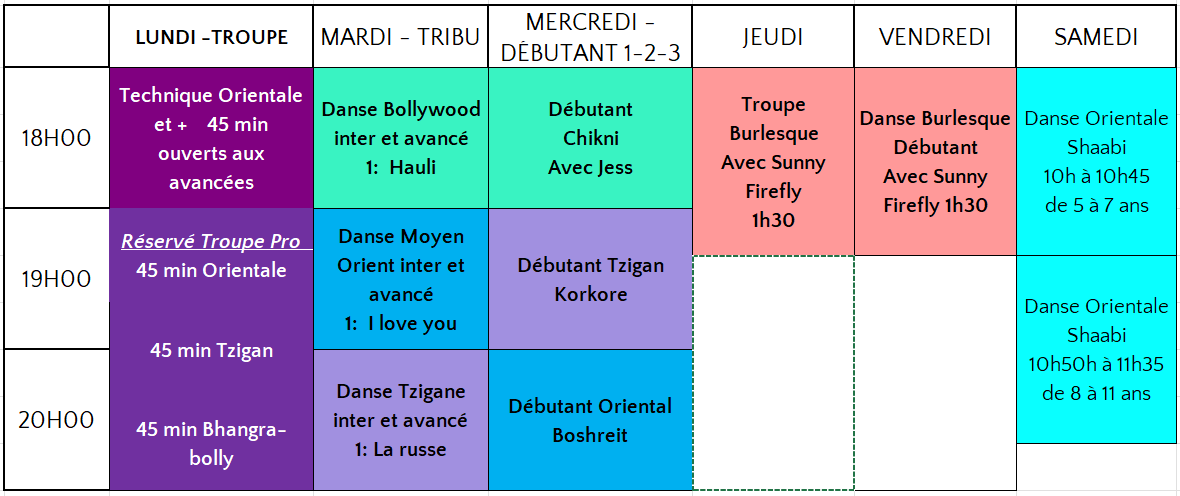 LUNDI -TROUPE
MARDI - TRIBU
MERCREDI -
DÉBUTANT 1-2-3
JEUDI
VENDREDI
SAMEDI
18H00
Technique Orientale
et + 45 min
ouverts aux
avancées
Danse Bollywood
inter et avancé
1: Hauli
Débutant
Chikni
Avec Jess
Troupe
Burlesque
Avec Sunny
Firefly
1h30
Danse Burlesque
Débutant
Avec Sunny
Firefly 1h30
Danse Orientale
Shaabi
10h à 10h45
de 5 à 7 ans
19H00
Réservé Troupe Pro
45 min Orientale
45 min Tzigan
45 min Bhangra-
bolly
Danse Moyen
Orient inter et
avancé
1: I love you
Débutant Tzigan
Korkore
Danse Orientale
Shaabi
10h50h à 11h35
de 8 à 11 ans
20H00
Danse Tzigane
inter et avancé
1: La russe
Débutant Oriental
Boshreit